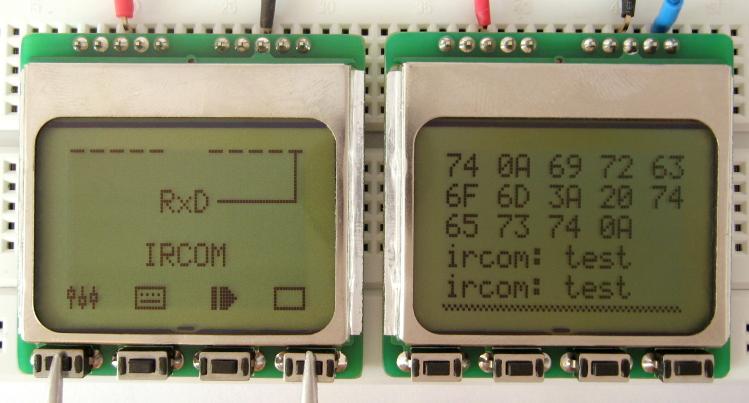 RxD
IRCOM
74 0A 69 72 63
6F 6D 3A 20 74
65 73 74 0A
ircom: test
ircom: test